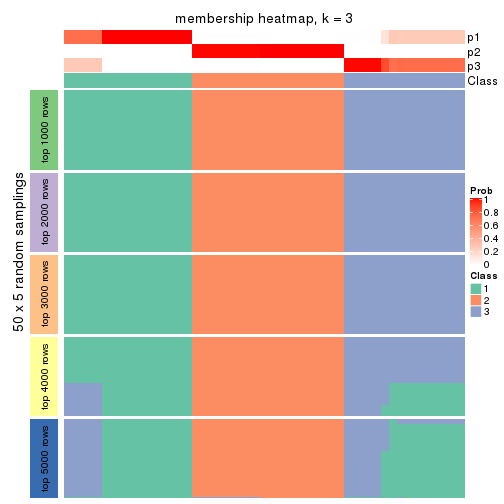 membership heatmap, k = 3
p1
p2
p3
Class
50 x 5 random samplings
top 1000 rows
top 2000 rows
top 3000 rows
top 4000 rows
top 5000 rows
Prob
1
0.8
0.6
0.4
0.2
0
Class
1
2
3